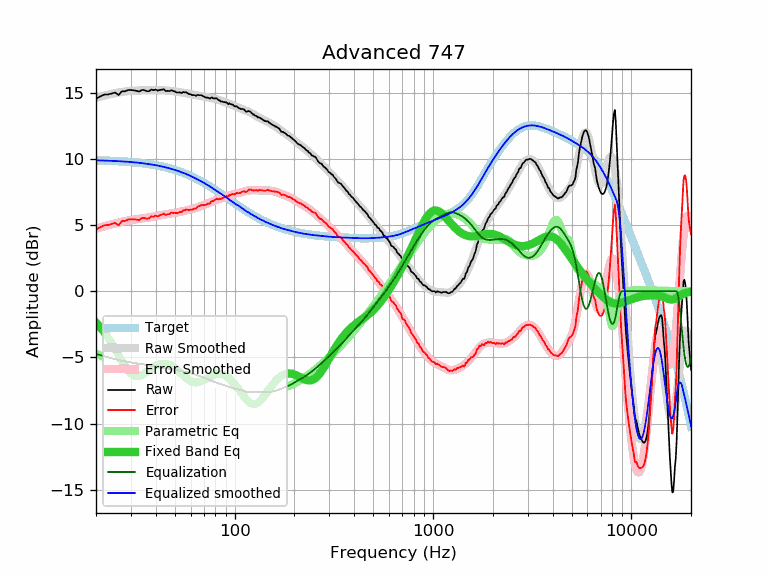 Advanced 747
Amplitude (dBr)
15
10
5
0
−5
−10
−15
Target
Raw Smoothed
Error Smoothed
Raw
Error
Parametric Eq
Fixed Band Eq
Equalization
Equalized smoothed
100
1000
10000
Frequency (Hz)